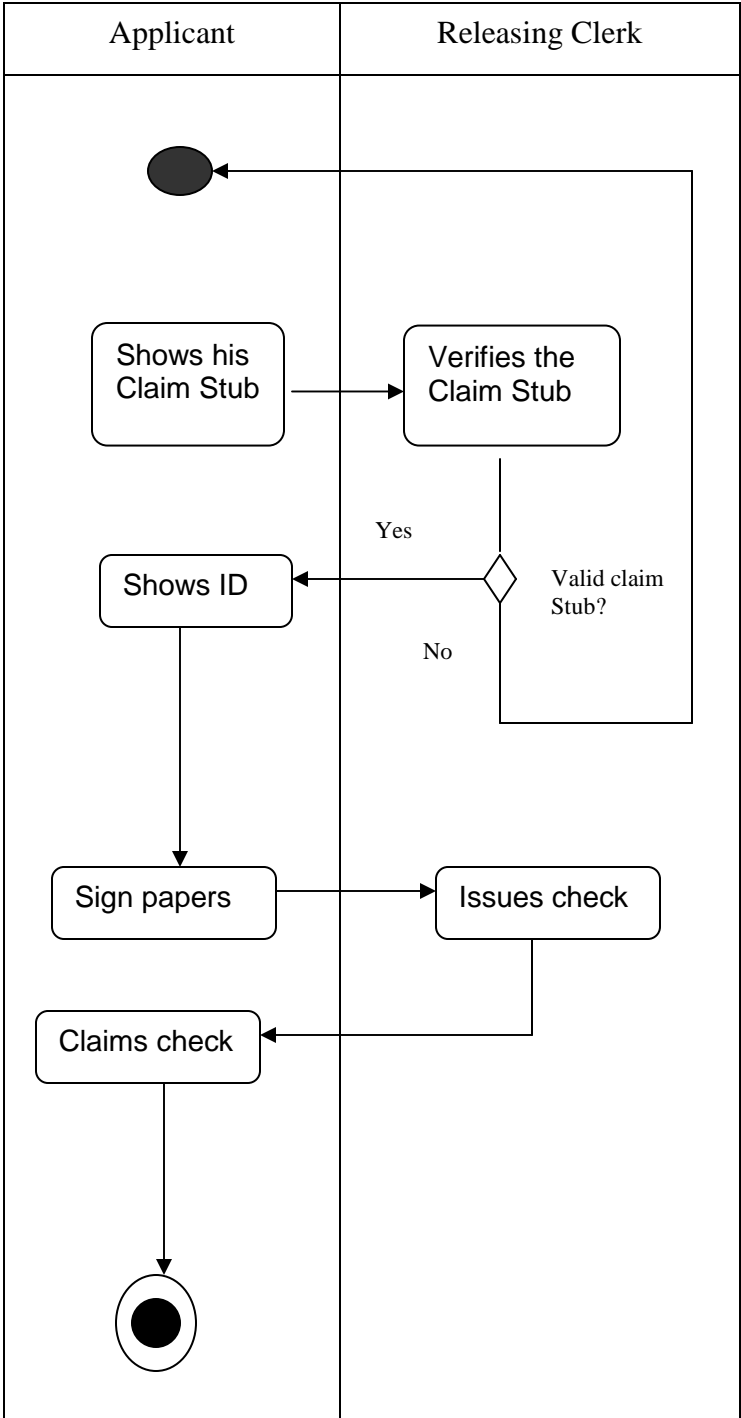 Applicant
Releasing Clerk
Shows his
Claim Stub
Verifies the
Claim Stub
Yes
Shows ID
Valid claim
Stub?
No
Sign papers
Issues check
Claims check